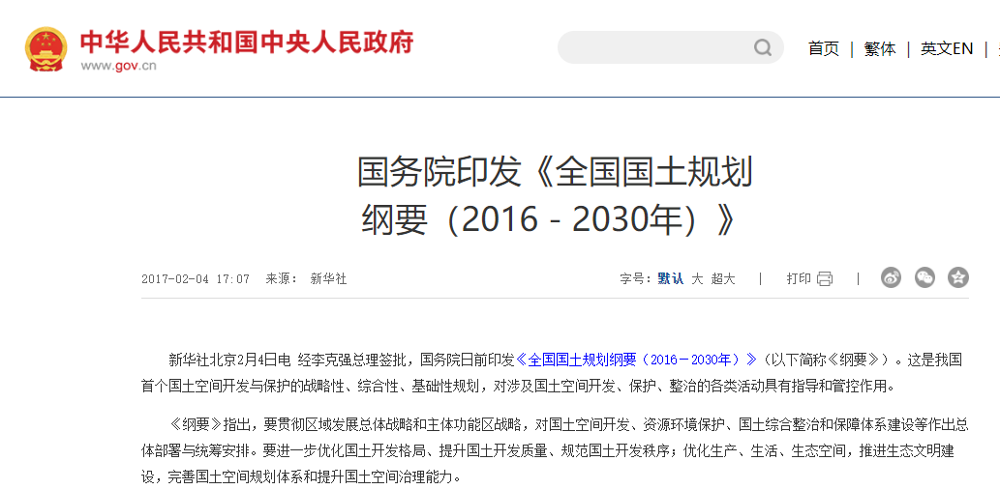 中华人民共和国中央人民政府
www.gov.cn
首页 | 繁体 | 英文EN |
国务院印发《全国国土规划
纲要（2016－2030年）》
2017-02-04 17:07 来源： 新华社
字号：默认 大 超大 | 打印 |
新华社北京2月4日电 经李克强总理签批，国务院日前印发《全国国土规划纲要（2016－2030年）》（以下简称《纲要》）。这是我国
首个国土空间开发与保护的战略性、综合性、基础性规划，对涉及国土空间开发、保护、整治的各类活动具有指导和管控作用。
《纲要》指出，要贯彻区域发展总体战略和主体功能区战略，对国土空间开发、资源环境保护、国土综合整治和保障体系建设等作出总
体部署与统筹安排。要进一步优化国土开发格局、提升国土开发质量、规范国土开发秩序；优化生产、生活、生态空间，推进生态文明建
设，完善国土空间规划体系和提升国土空间治理能力。